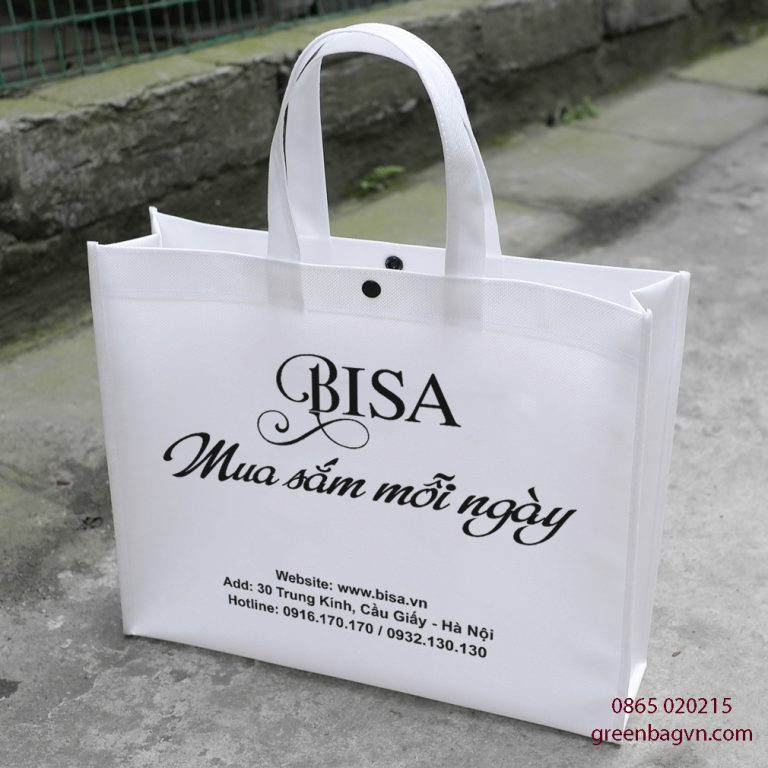 BISA
Mua sắm mỗi ngày
Website: www.bisa.vn
Add: 30 Trung Kính, Cầu Giấy - Hà Nội
Hotline: 0916.170.170 / 0932.130.130
0865 020215
greenbagvn.com